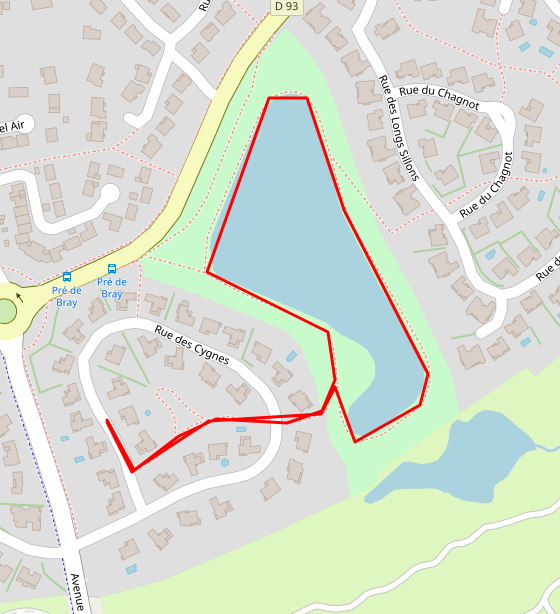 D 93
Ru
Rue du Chagnot
el Air
Rue des Longs Sillons
Rue du Chagnot
Rue d
Pré de
Bray
Pré de
Bray
Rue des Cygnes
Avenue